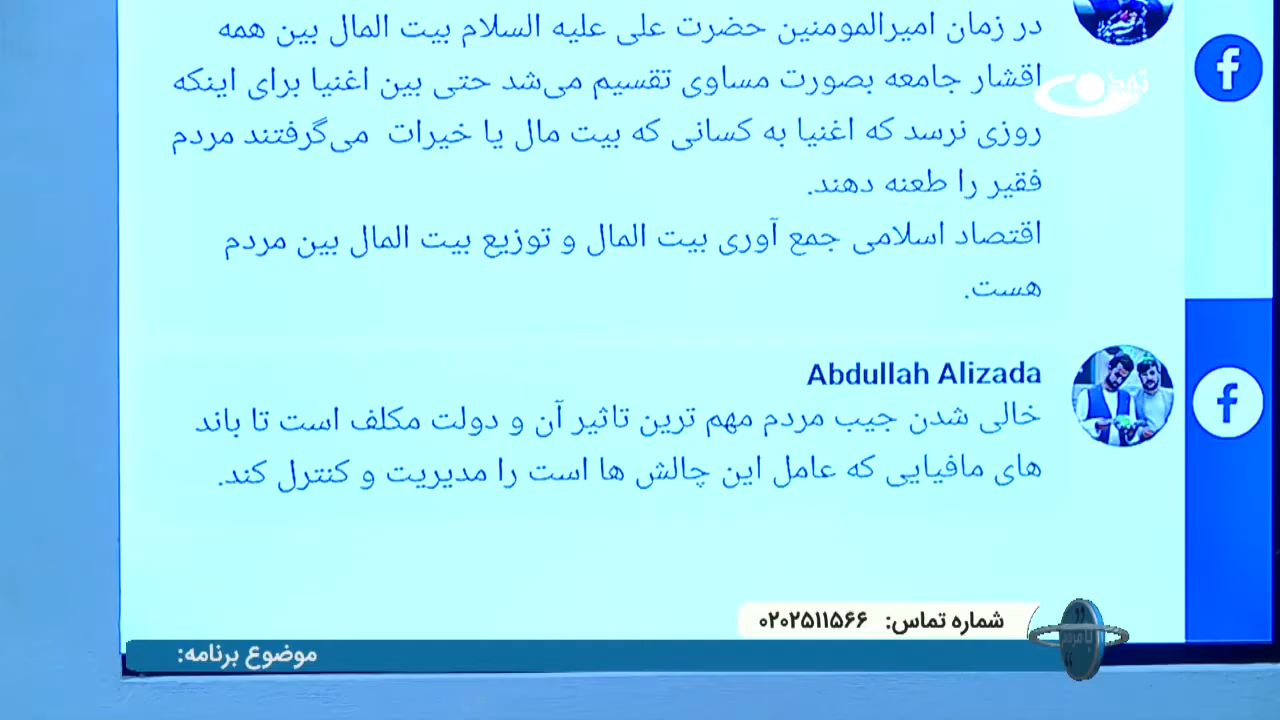 در زمان امیرالمومنین حضرت علی علیه السلام بیت المال بین همه
اقشار جامعه بصورت مساوی تقسیم می‌شد حتی بین اغنیا برای اینکه
روزی نرسد که اغنیا به کسانی که بیت مال یا خیرات می‌گرفتند مردم
فقیر را طعنه دهند.
اقتصاد اسلامی جمع آوری بیت المال و توزیع بیت المال بین مردم
هست.
Abdullah Alizada
خالی شدن جیب مردم مهم ترین تاثیر آن و دولت مکلف است تا باند
های مافیایی که عامل این چالش ها است را مدیریت و کنترل کند.
تمدن
شماره تماس: ۰۲۰۲۵۱۱۵۶۶
با مردم
موضوع برنامه: